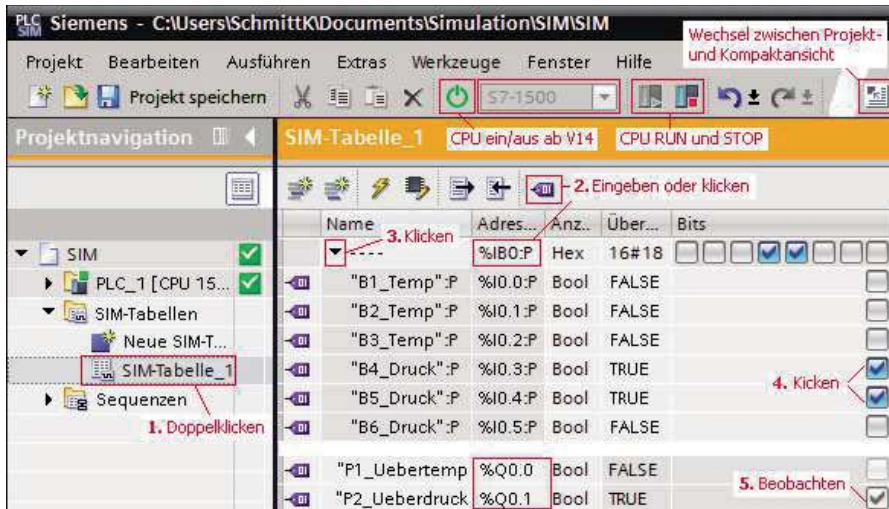 PLC SIM Siemens - C:\Users\SchmittK\Documents\Simulation\SIM\SIM
Wechsel zwischen Projekt-
und Kompaktansicht
Projekt Bearbeiten Ausführen Extras Werkzeuge Fenster Hilfe
Projekt speichern S7-1500
Projektnavigation
SIM-Tabelle_1
CPU ein/aus ab V14
CPU RUN und STOP
2. Eingeben oder klicken
Name Adres... Anz.. Über... Bits
3. Klicken
---- %IB0:P Hex 16#18
SIM
PLC_1 [CPU 15...
SIM-Tabellen
Neue SIM-T...
SIM-Tabelle_1
Sequenzen
1. Doppelklicken
"B1_Temp":P %I0.0:P Bool FALSE
"B2_Temp":P %I0.1:P Bool FALSE
"B3_Temp":P %I0.2:P Bool FALSE
"B4_Druck":P %I0.3:P Bool TRUE
"B5_Druck":P %I0.4:P Bool TRUE
4. Kicken
"B6_Druck":P %I0.5:P Bool FALSE
"P1_Uebertemp %Q0.0 Bool FALSE
"P2_Ueberdruck %Q0.1 Bool TRUE
5. Beobachten